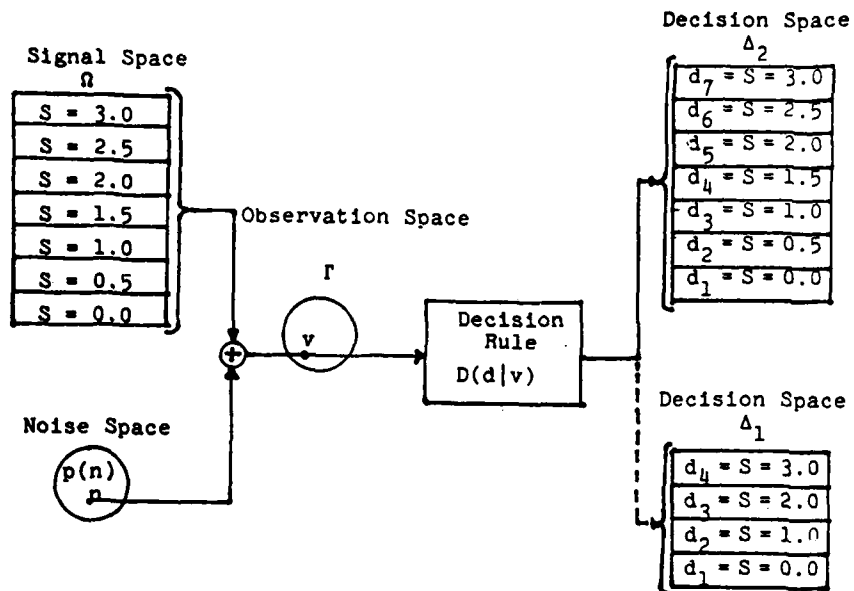 Signal Space
Ω
S = 3.0
S = 2.5
S = 2.0
S = 1.5
S = 1.0
S = 0.5
S = 0.0
Observation Space
Γ
v
+
Noise Space
p(n)
n
Decision
Rule
D(d|v)
Decision Space
Δ₂
d₇ = S = 3.0
d₆ = S = 2.5
d₅ = S = 2.0
d₄ = S = 1.5
d₃ = S = 1.0
d₂ = S = 0.5
d₁ = S = 0.0
Decision Space
Δ₁
d₄ = S = 3.0
d₃ = S = 2.0
d₂ = S = 1.0
d₁ = S = 0.0